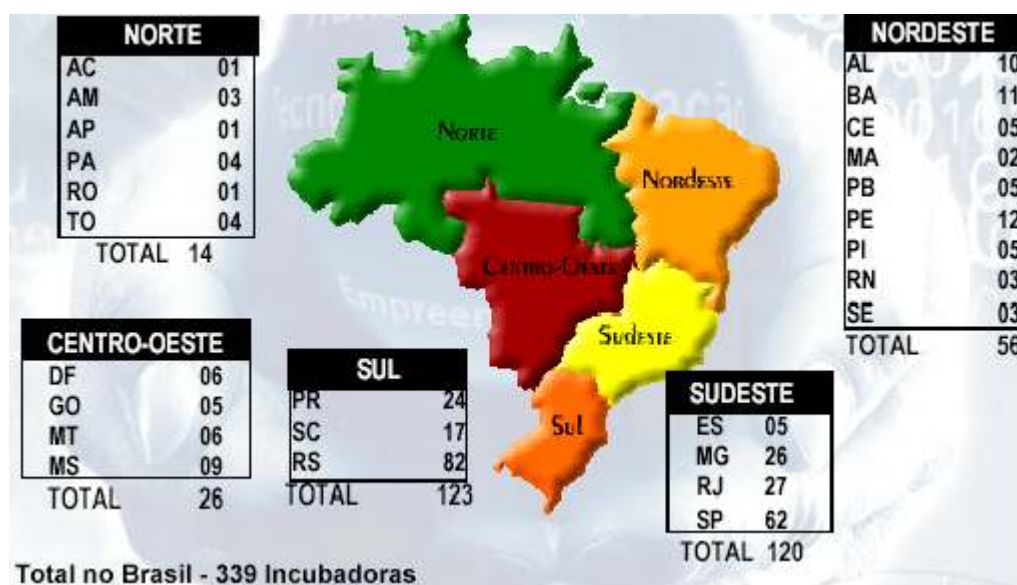 NORTE
AC 01
AM 03
AP 01
PA 04
RO 01
TO 04
TOTAL 14
NORDESTE
AL 10
BA 11
CE 05
MA 02
PB 05
PE 12
PI 05
RN 03
SE 03
TOTAL 56
Norte
Nordeste
Centro-Oeste
Sudeste
Sul
CENTRO-OESTE
DF 06
GO 05
MT 06
MS 09
TOTAL 26
SUL
PR 24
SC 17
RS 82
TOTAL 123
SUDESTE
ES 05
MG 26
RJ 27
SP 62
TOTAL 120
Total no Brasil - 339 Incubadoras